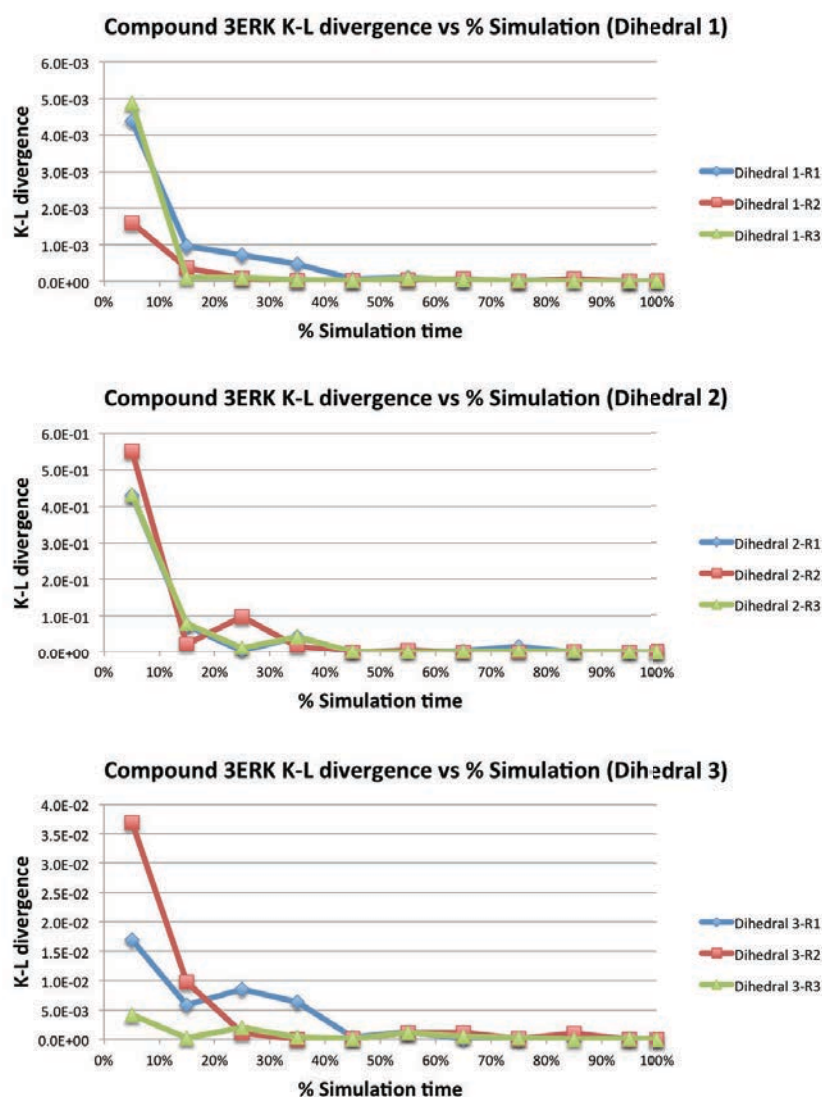 Compound 3ERK K-L divergence vs % Simulation (Dihedral 1)
6.0E-03
5.0E-03
4.0E-03
3.0E-03
2.0E-03
1.0E-03
0.0E+00
K-L divergence
0% 10% 20% 30% 40% 50% 60% 70% 80% 90% 100%
% Simulation time
Dihedral 1-R1
Dihedral 1-R2
Dihedral 1-R3
Compound 3ERK K-L divergence vs % Simulation (Dihedral 2)
6.0E-01
5.0E-01
4.0E-01
3.0E-01
2.0E-01
1.0E-01
0.0E+00
K-L divergence
0% 10% 20% 30% 40% 50% 60% 70% 80% 90% 100%
% Simulation time
Dihedral 2-R1
Dihedral 2-R2
Dihedral 2-R3
Compound 3ERK K-L divergence vs % Simulation (Dihedral 3)
4.0E-02
3.5E-02
3.0E-02
2.5E-02
2.0E-02
1.5E-02
1.0E-02
5.0E-03
0.0E+00
K-L divergence
0% 10% 20% 30% 40% 50% 60% 70% 80% 90% 100%
% Simulation time
Dihedral 3-R1
Dihedral 3-R2
Dihedral 3-R3